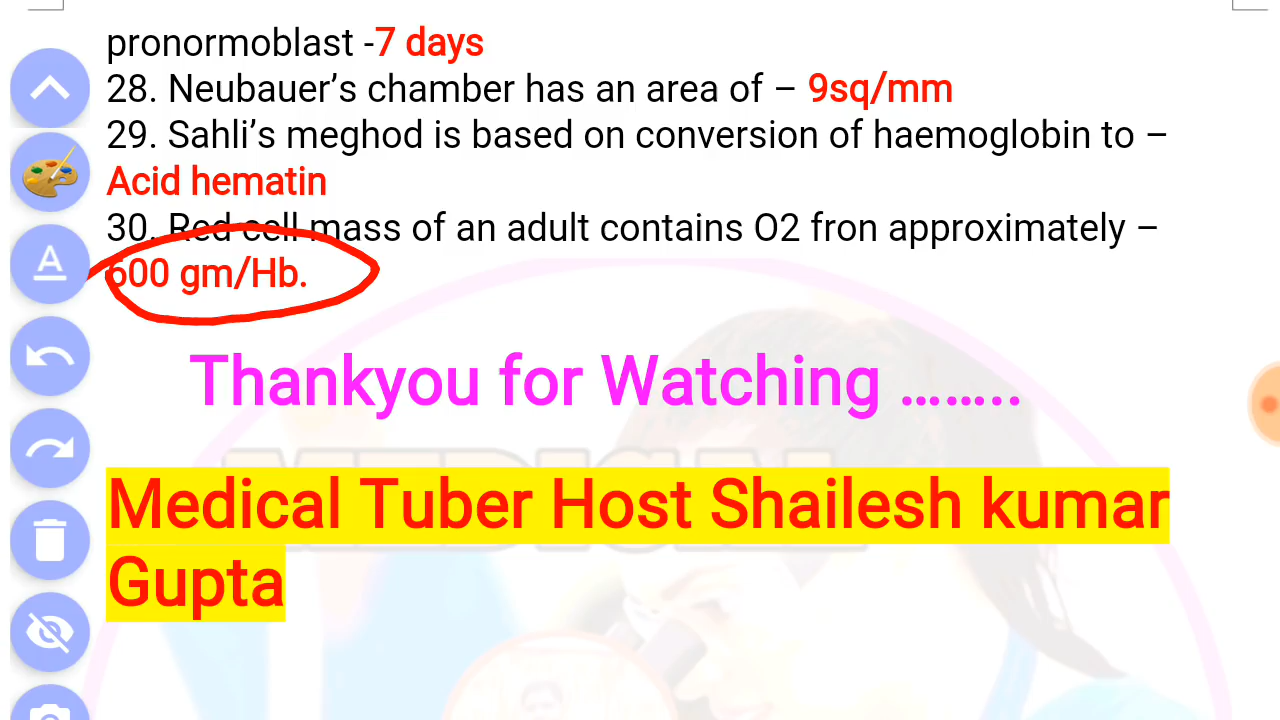 pronormoblast -7 days
28. Neubauer’s chamber has an area of – 9sq/mm
29. Sahli’s meghod is based on conversion of haemoglobin to –
Acid hematin
30. Red cell mass of an adult contains O2 fron approximately –
600 gm/Hb.
Thankyou for Watching ……..
MEDICAL
Medical Tuber Host Shailesh kumar
Gupta